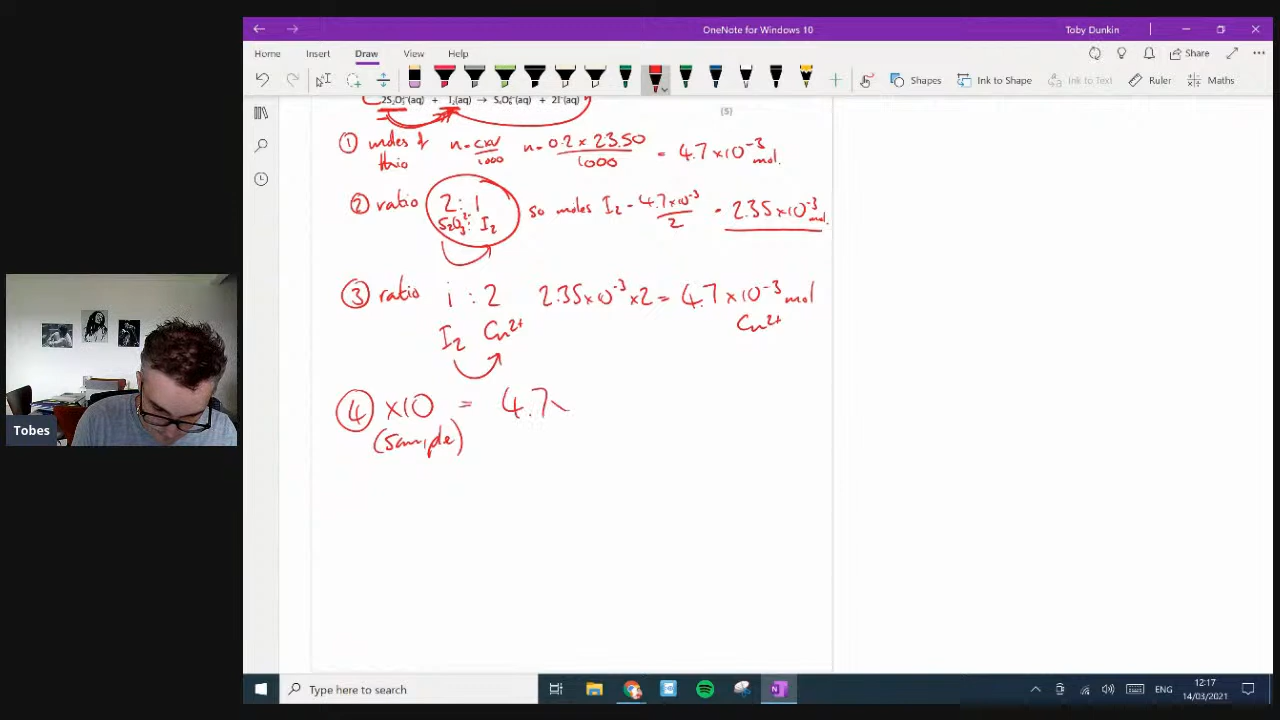 OneNote for Windows 10
Toby Dunkin
Home Insert Draw View Help
Share
Shapes Ink to Shape Ink to Text Ruler Maths
2S₂O₃²⁻(aq) + I₂(aq) → S₄O₆²⁻(aq) + 2I⁻(aq)
(5)
① moles of thio n = cxv/1000 n = 0.2 x 23.50/1000 = 4.7 x 10⁻³ mol.
② ratio 2 : 1 so moles I₂ = 4.7 x 10⁻³/2 = 2.35 x 10⁻³ mol.
S₂O₃²⁻ : I₂
③ ratio 1 : 2 2.35 x 10⁻³ x 2 = 4.7 x 10⁻³ mol
I₂ Cu²⁺ Cu²⁺
④ x10 = 4.7
(Sample)
Tobes
Type here to search
ENG
12:17
14/03/2021